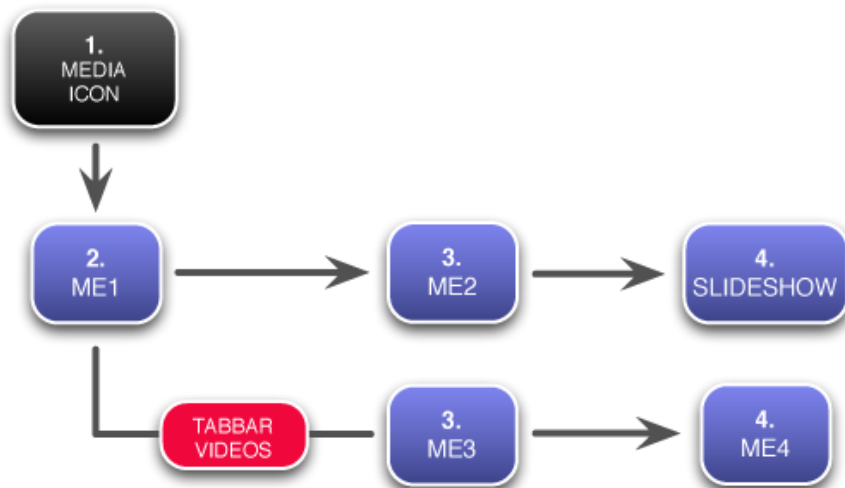 1.
MEDIA
ICON
2.
ME1
3.
ME2
4.
SLIDESHOW
TABBAR
VIDEOS
3.
ME3
4.
ME4